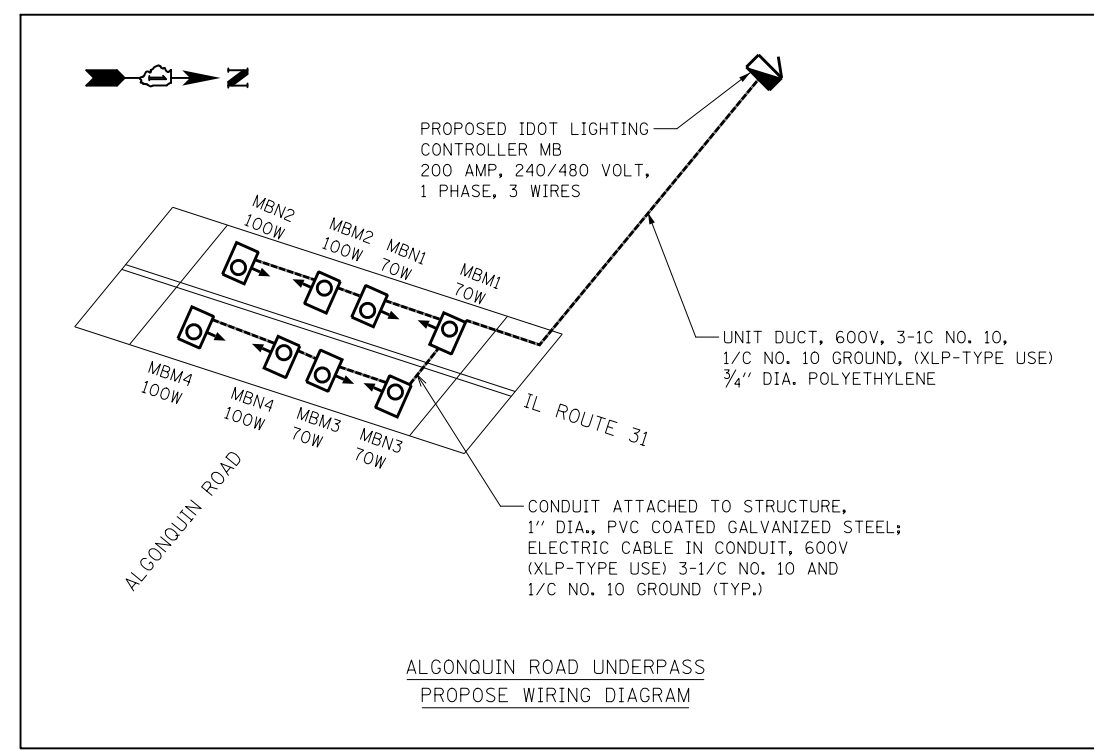 N
PROPOSED IDOT LIGHTING
CONTROLLER MB
200 AMP, 240/480 VOLT,
1 PHASE, 3 WIRES
MBN2
100W
MBM2
100W
MBN1
70W
MBM1
70W
UNIT DUCT, 600V, 3-1C NO. 10,
1/C NO. 10 GROUND, (XLP-TYPE USE)
3/4'' DIA. POLYETHYLENE
MBM4
100W
MBN4
100W
MBM3
70W
MBN3
70W
IL ROUTE 31
ALGONQUIN ROAD
CONDUIT ATTACHED TO STRUCTURE,
1'' DIA., PVC COATED GALVANIZED STEEL;
ELECTRIC CABLE IN CONDUIT, 600V
(XLP-TYPE USE) 3-1/C NO. 10 AND
1/C NO. 10 GROUND (TYP.)
ALGONQUIN ROAD UNDERPASS
PROPOSE WIRING DIAGRAM